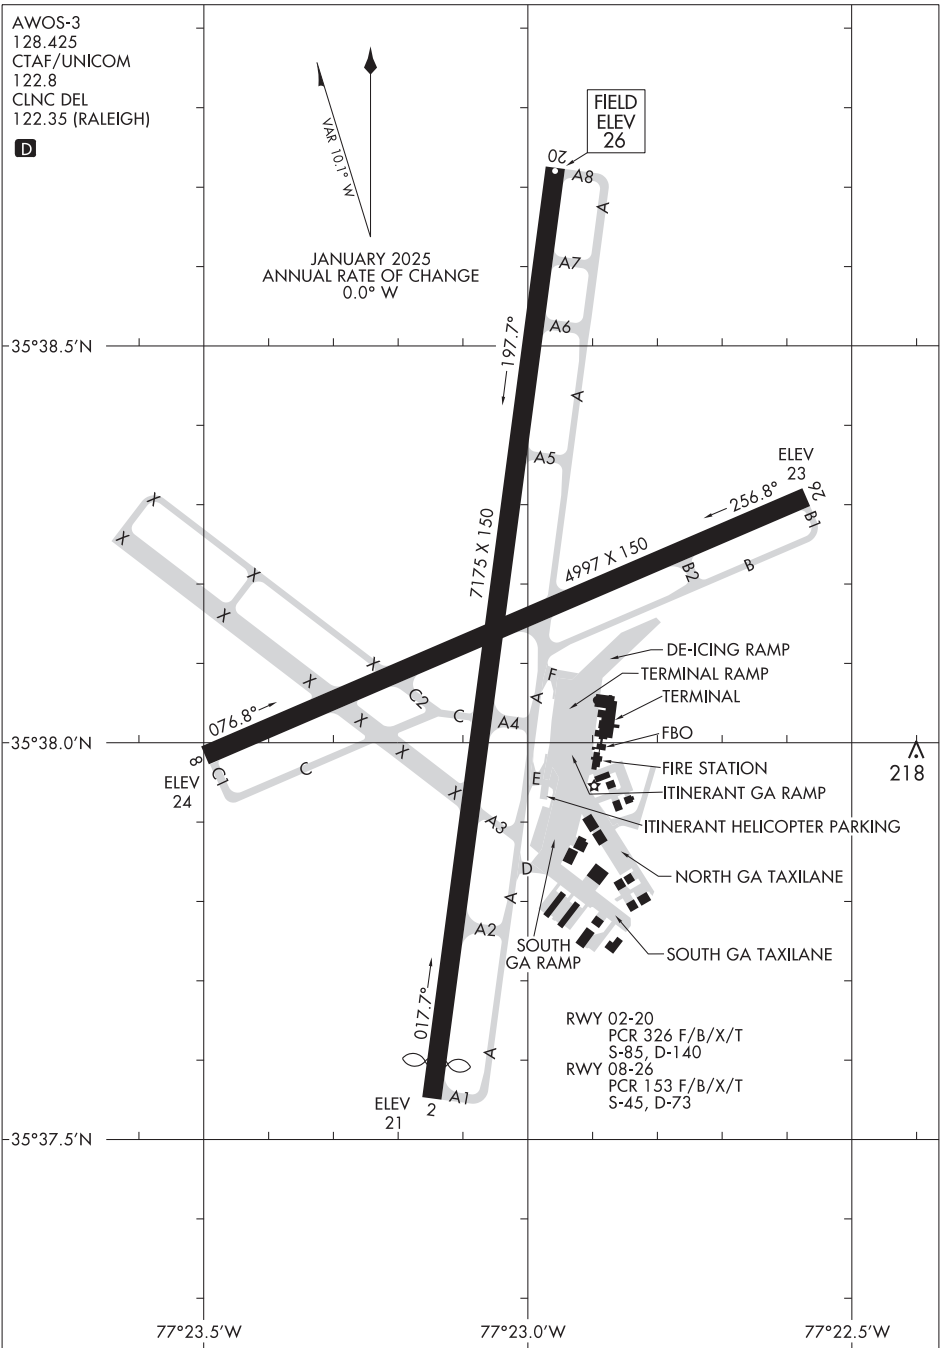 AWOS-3
128.425
CTAF/UNICOM
122.8
CLNC DEL
122.35 (RALEIGH)
D
VAR 10.1° W
JANUARY 2025
ANNUAL RATE OF CHANGE
0.0° W
FIELD
ELEV
26
20
A8
A
A7
A6
35°38.5'N
197.7°
A
A5
ELEV
23
26
256.8°
B1
X
X
7175 X 150
4997 X 150
B2
B
X
X
DE-ICING RAMP
X
F
TERMINAL RAMP
X
C2
A
TERMINAL
076.8°
X
C
A4
FBO
35°38.0'N
X
8
C1
C
E
FIRE STATION
218
ELEV
24
X
ITINERANT GA RAMP
A3
ITINERANT HELICOPTER PARKING
D
NORTH GA TAXILANE
A
A2
SOUTH
GA RAMP
SOUTH GA TAXILANE
017.7°
RWY 02-20
PCR 326 F/B/X/T
S-85, D-140
RWY 08-26
PCR 153 F/B/X/T
S-45, D-73
A
A1
ELEV
21
2
35°37.5'N
77°23.5'W
77°23.0'W
77°22.5'W